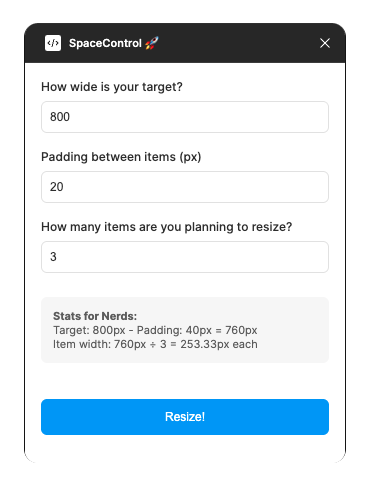 SpaceControl 🚀
How wide is your target?
800
Padding between items (px)
20
How many items are you planning to resize?
3
Stats for Nerds:
Target: 800px - Padding: 40px = 760px
Item width: 760px ÷ 3 = 253.33px each
Resize!